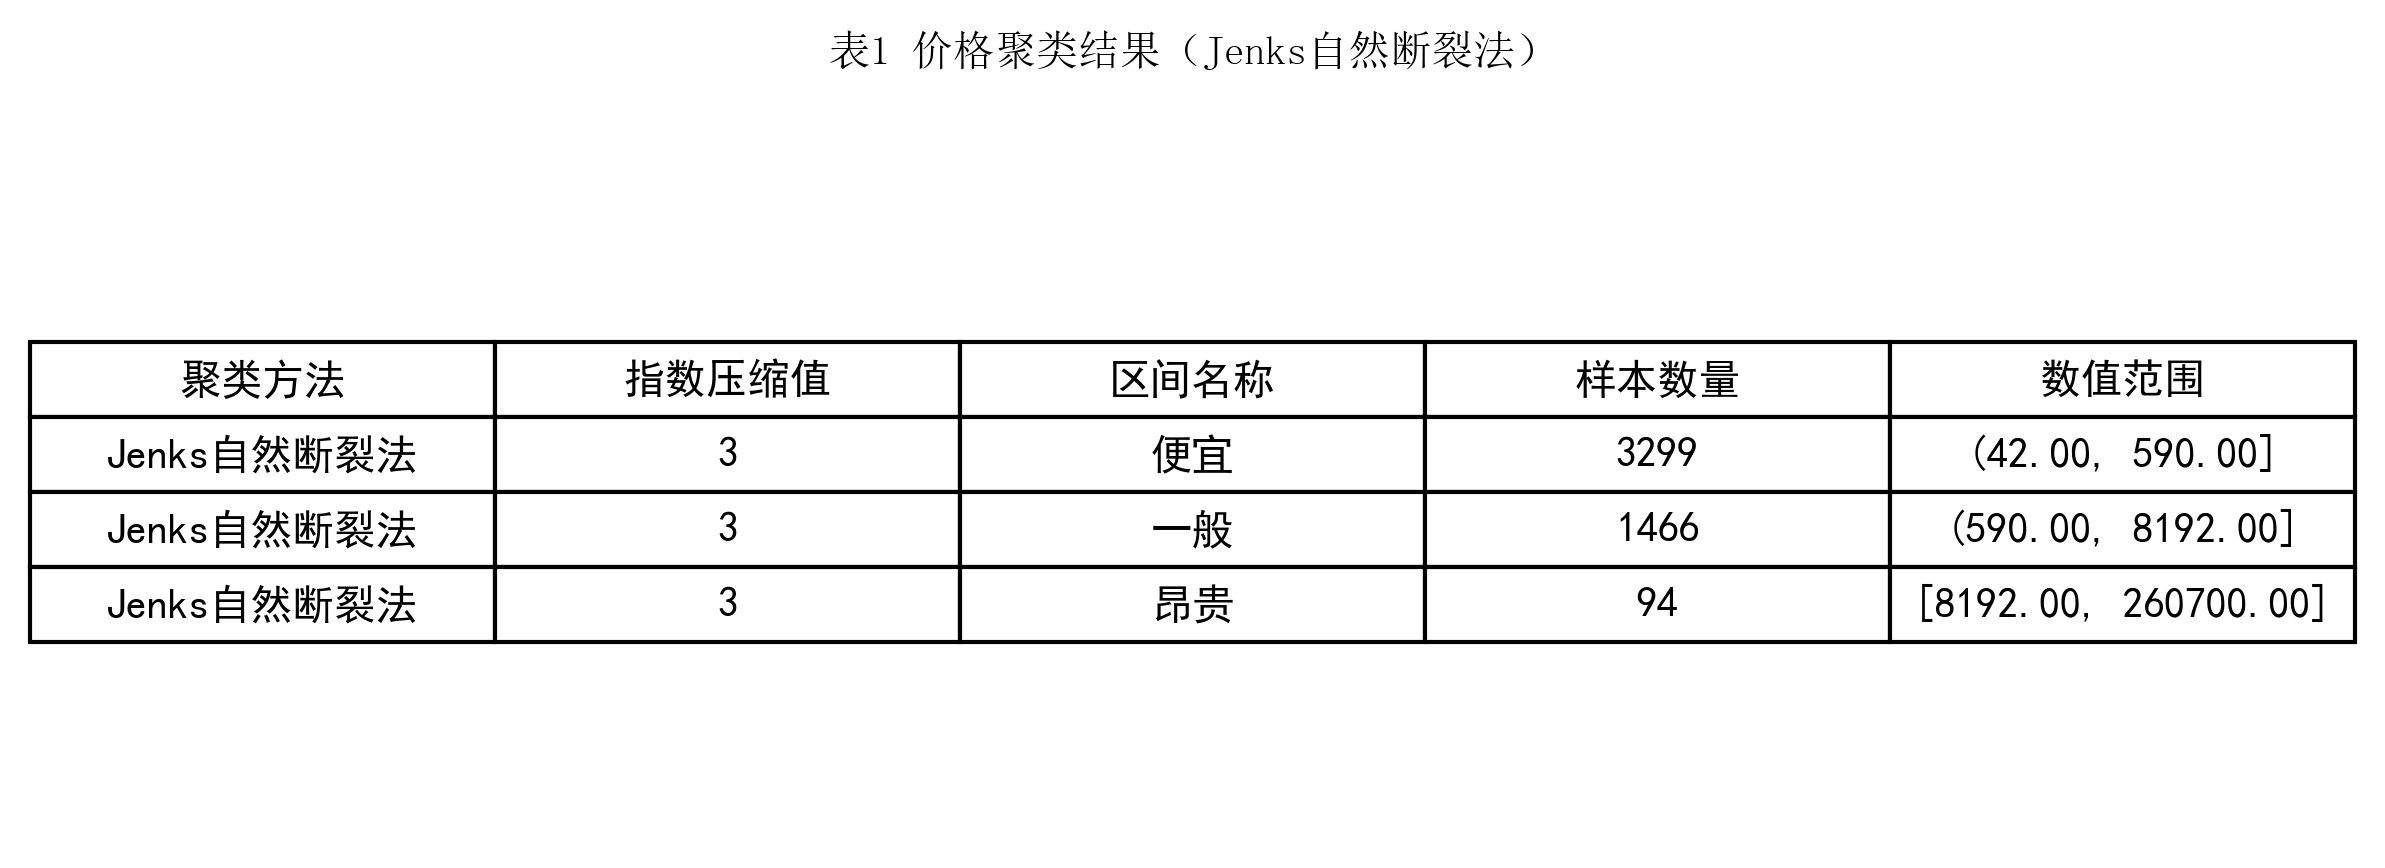 表1 价格聚类结果（Jenks自然断裂法）
聚类方法 指数压缩值 区间名称 样本数量 数值范围
Jenks自然断裂法 3 便宜 3299 (42.00, 590.00]
Jenks自然断裂法 3 一般 1466 (590.00, 8192.00]
Jenks自然断裂法 3 昂贵 94 [8192.00, 260700.00]